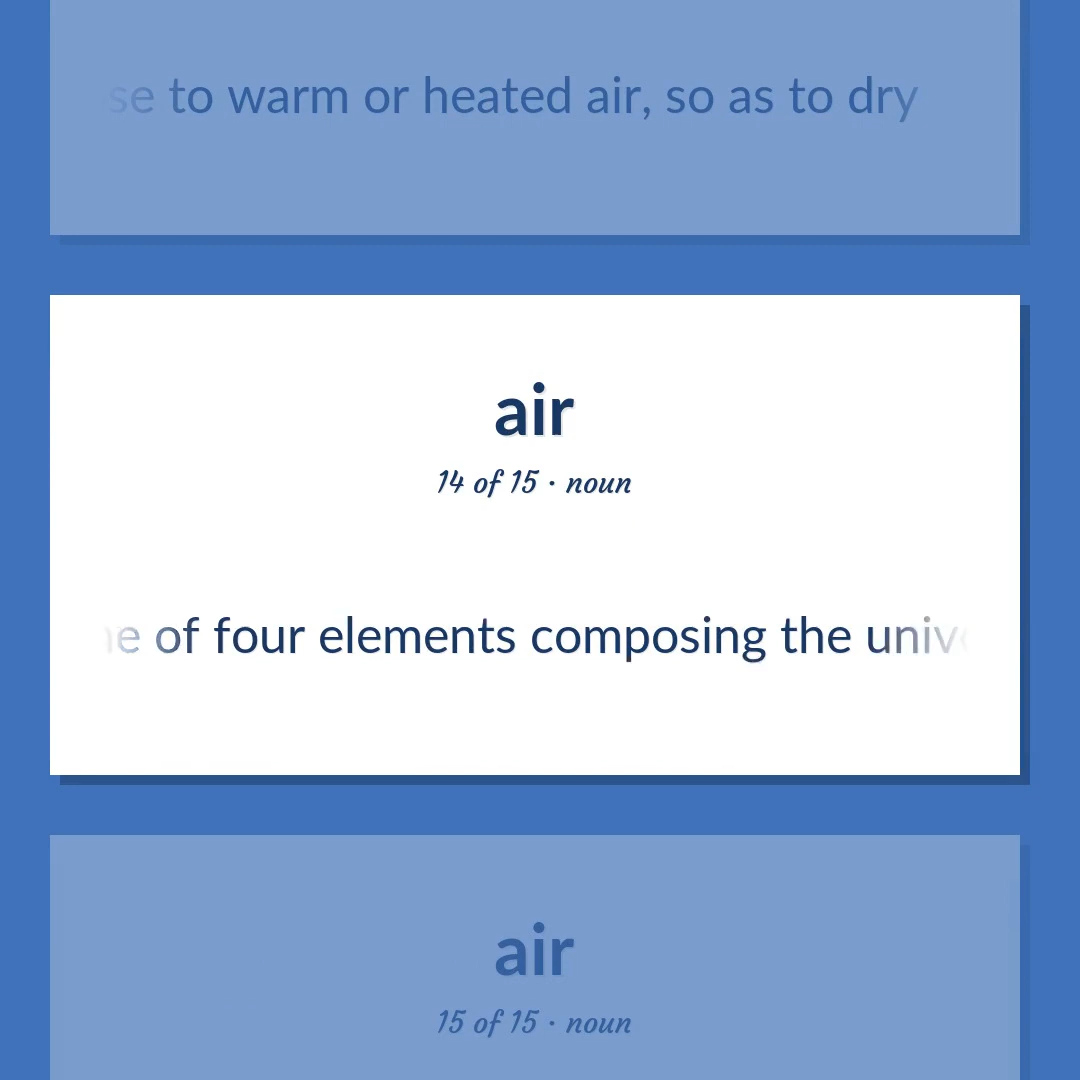 to warm or heated air, so as to dry
air
14 of 15 · noun
of four elements composing the
air
15 of 15 · noun